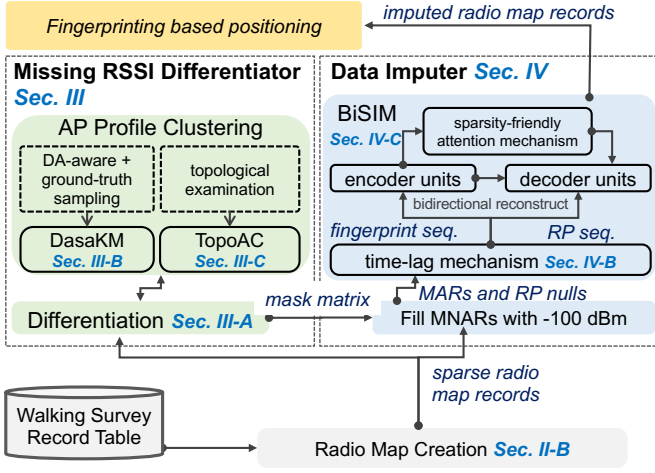 Fingerprinting based positioning
imputed radio map records
Missing RSSI Differentiator
Sec. III
AP Profile Clustering
DA-aware +
ground-truth
sampling
topological
examination
DasaKM
Sec. III-B
TopoAC
Sec. III-C
Differentiation Sec. III-A
mask matrix
Data Imputer Sec. IV
BiSIM
Sec. IV-C
sparsity-friendly
attention mechanism
encoder units
decoder units
bidirectional reconstruct
fingerprint seq.
RP seq.
time-lag mechanism Sec. IV-B
MARs and RP nulls
Fill MNARs with -100 dBm
sparse radio
map records
Walking Survey
Record Table
Radio Map Creation Sec. II-B